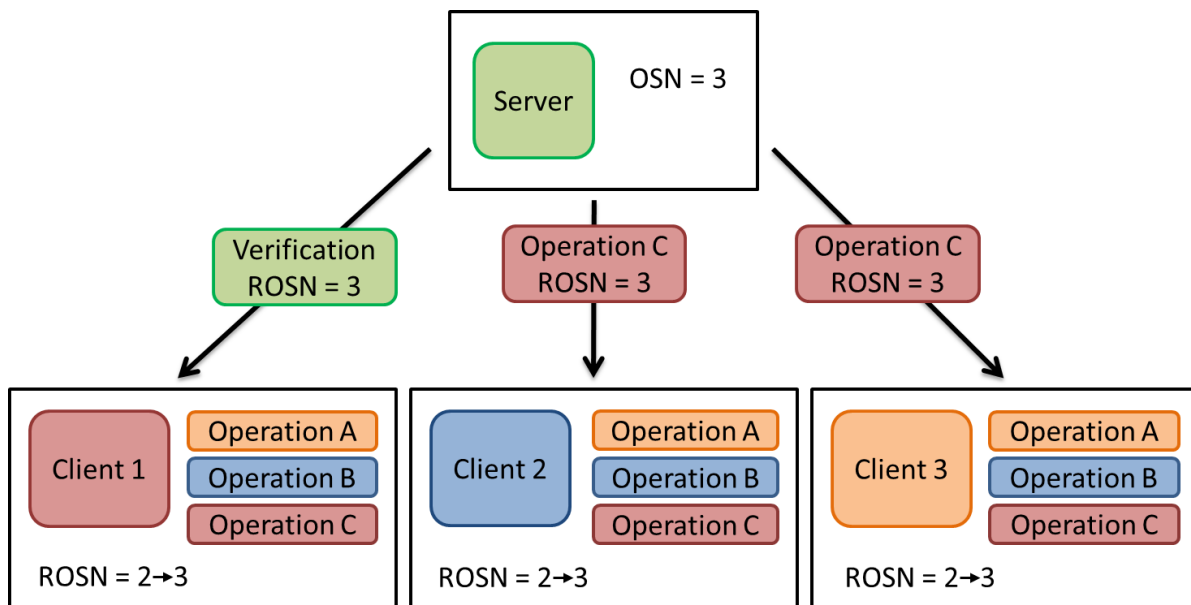 Server
OSN = 3
Verification
ROSN = 3
Operation C
ROSN = 3
Operation C
ROSN = 3
Client 1
Operation A
Operation B
Operation C
ROSN = 2→3
Client 2
Operation A
Operation B
Operation C
ROSN = 2→3
Client 3
Operation A
Operation B
Operation C
ROSN = 2→3